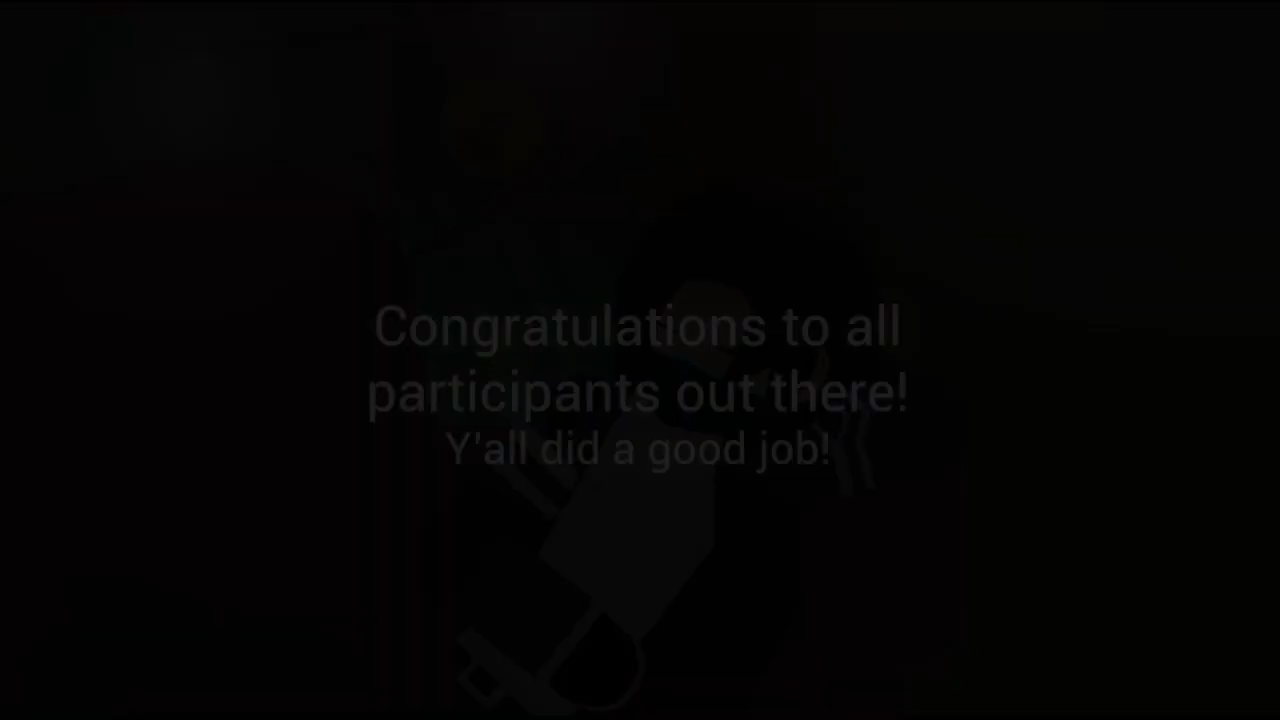 Congratulations to all
participants out there!
Y'all did a good job!